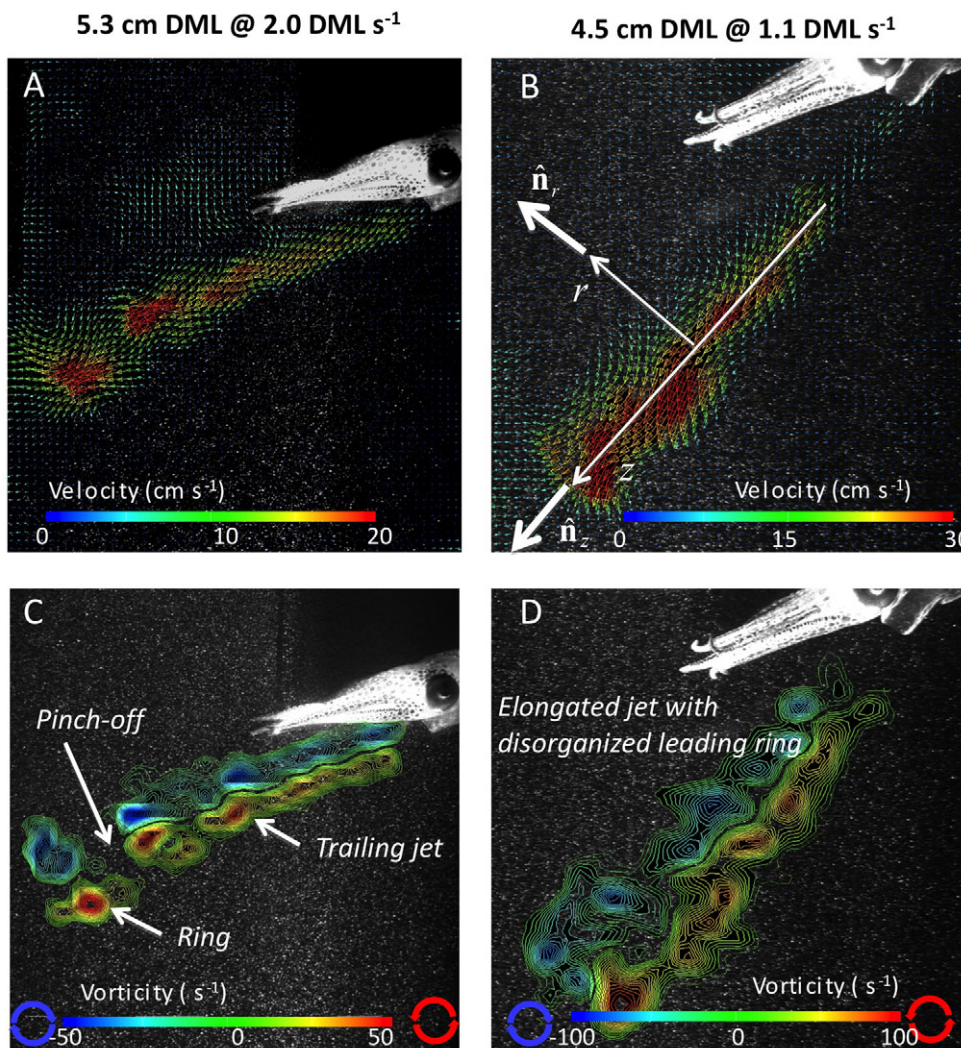 5.3 cm DML @ 2.0 DML s⁻¹
4.5 cm DML @ 1.1 DML s⁻¹
A
Velocity (cm s⁻¹)
0 10 20
B
n̂r
r
z
n̂z
Velocity (cm s⁻¹)
0 15 30
C
Pinch-off
Trailing jet
Ring
Vorticity ( s⁻¹)
-50 0 50
D
Elongated jet with
disorganized leading ring
Vorticity ( s⁻¹)
-100 0 100